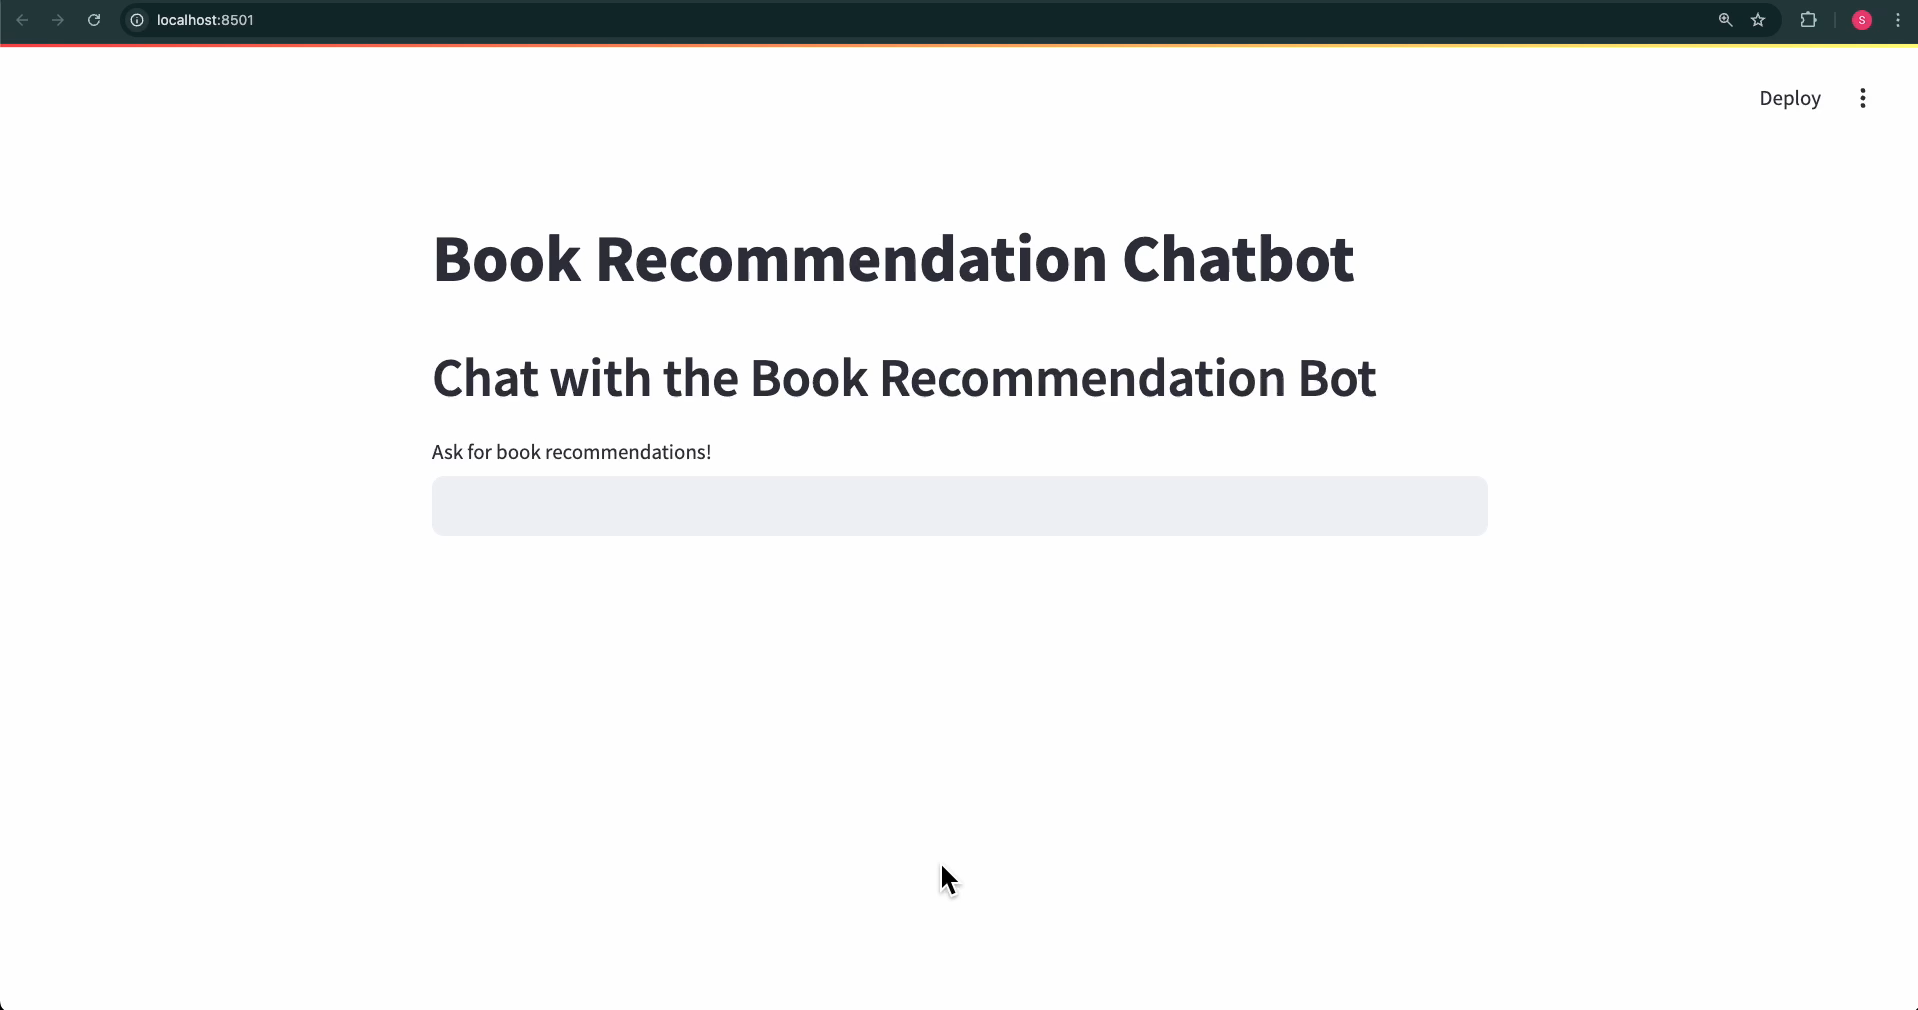 localhost:8501
S
Deploy
Book Recommendation Chatbot
Chat with the Book Recommendation Bot
Ask for book recommendations!